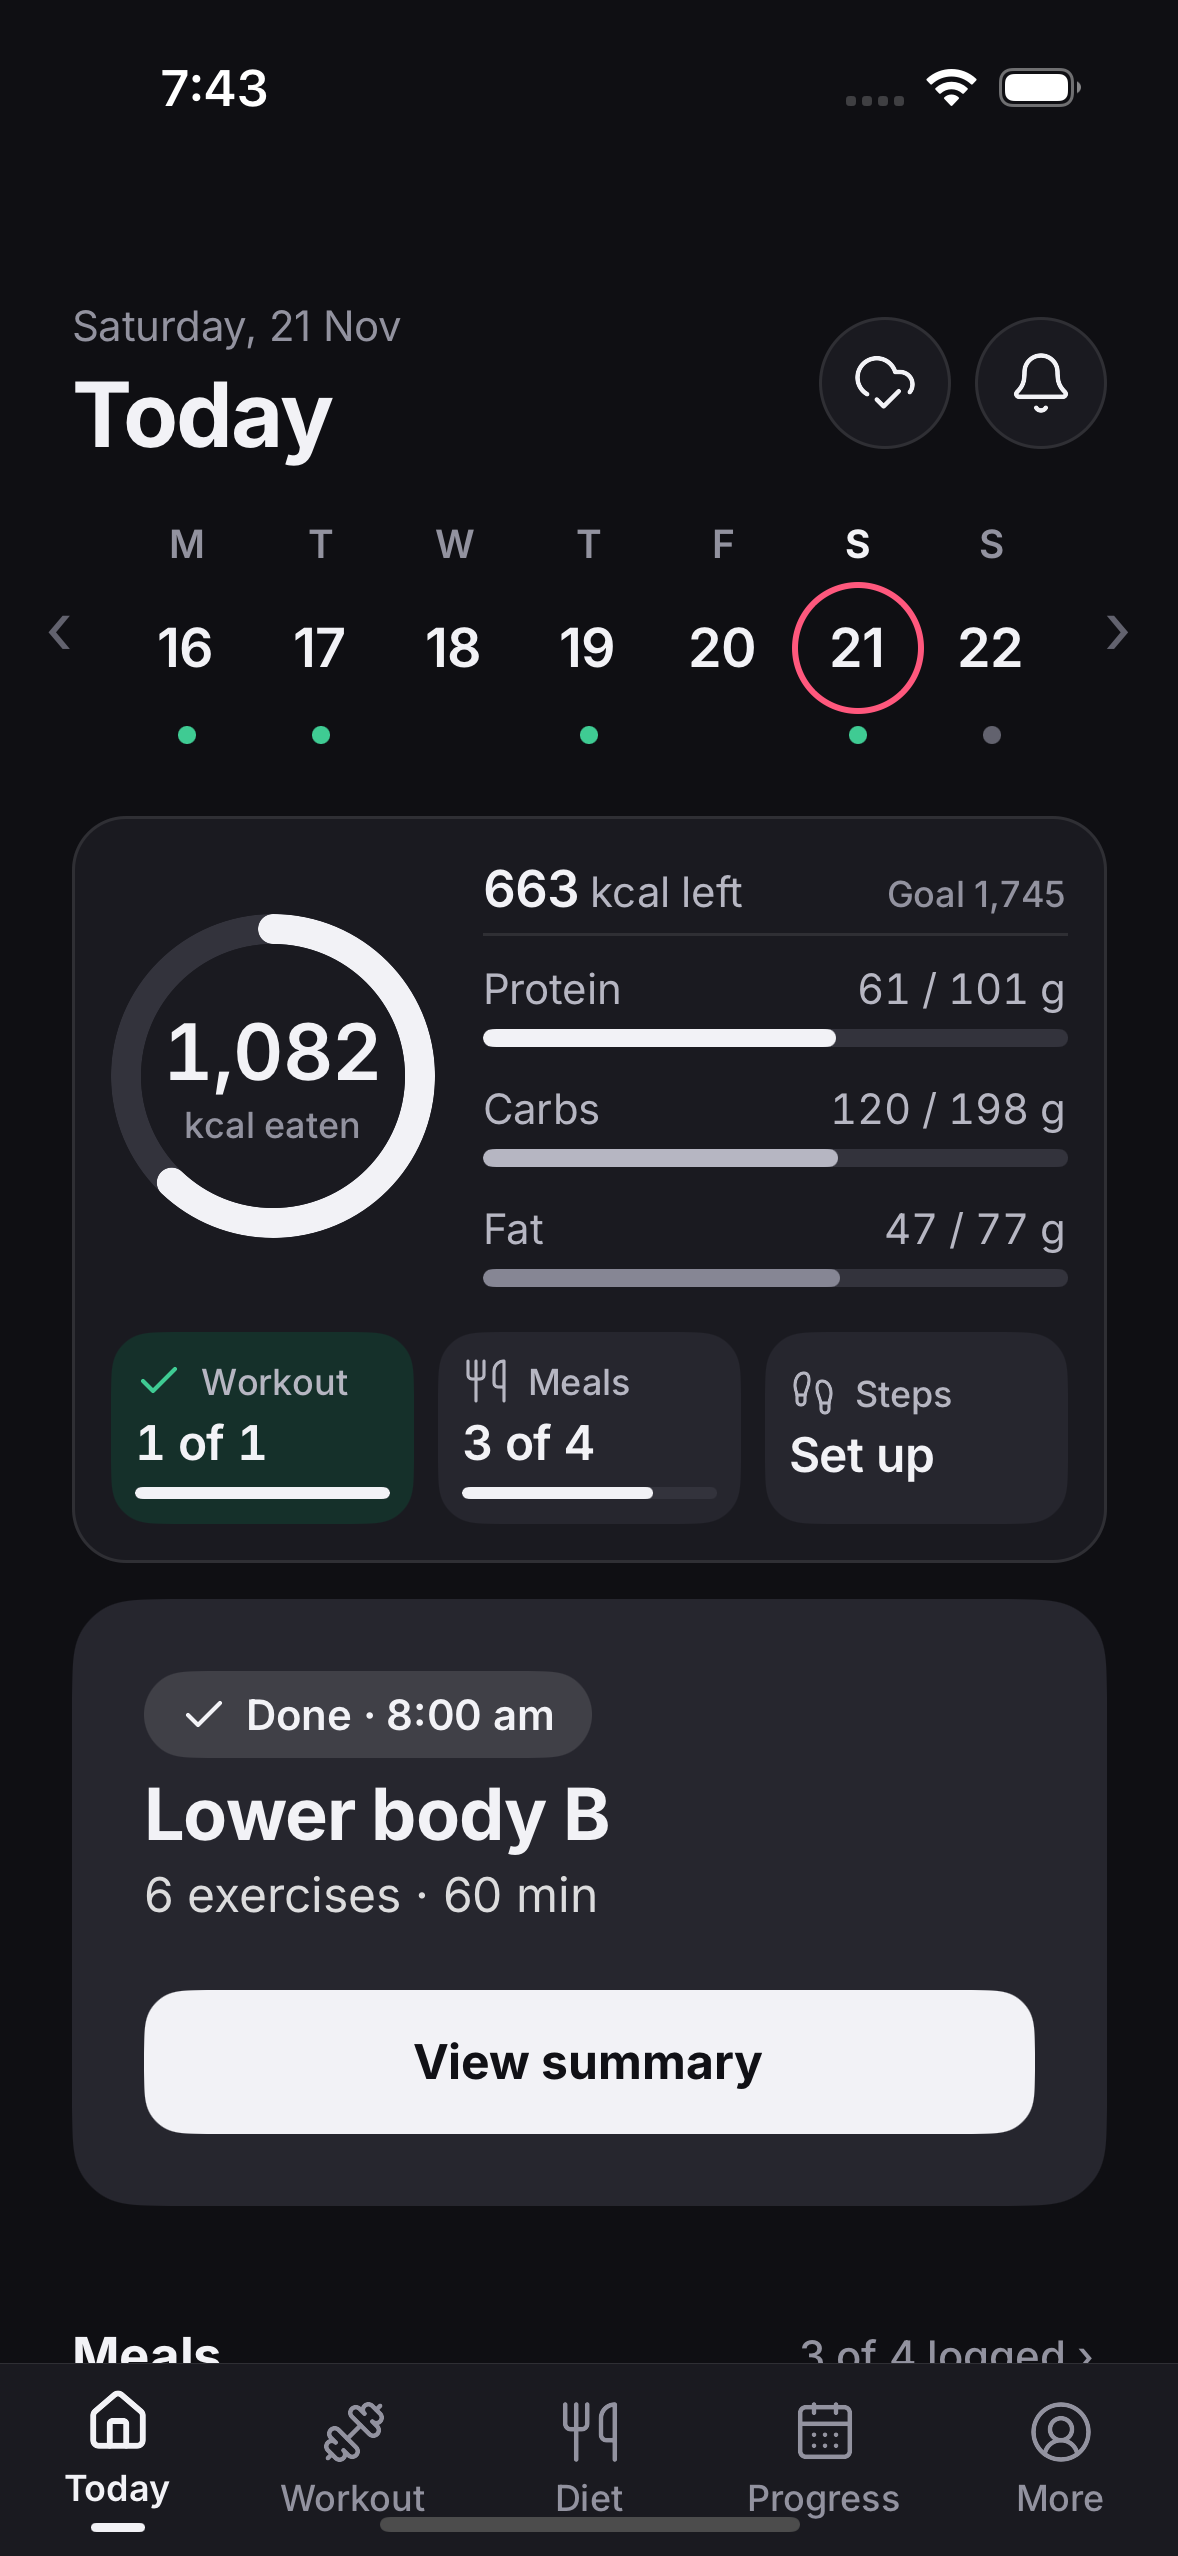 7:43
Saturday, 21 Nov
Today
M T W T F S S
‹ 16 17 18 19 20 21 22 ›
663 kcal left Goal 1,745
1,082
kcal eaten
Protein 61 / 101 g
Carbs 120 / 198 g
Fat 47 / 77 g
Workout
1 of 1
Meals
3 of 4
Steps
Set up
Done · 8:00 am
Lower body B
6 exercises · 60 min
View summary
Meals 3 of 4 logged ›
Today Workout Diet Progress More